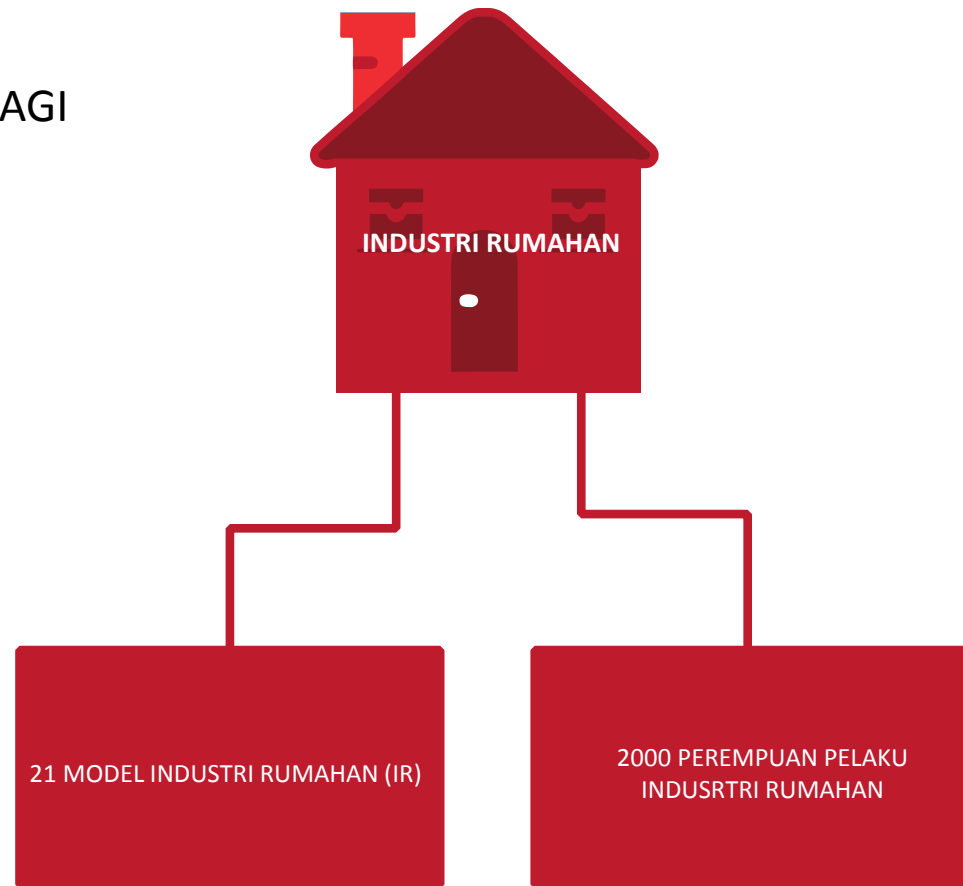 AGI
INDUSTRI RUMAHAN
21 MODEL INDUSTRI RUMAHAN (IR)
2000 PEREMPUAN PELAKU
INDUSRTRI RUMAHAN